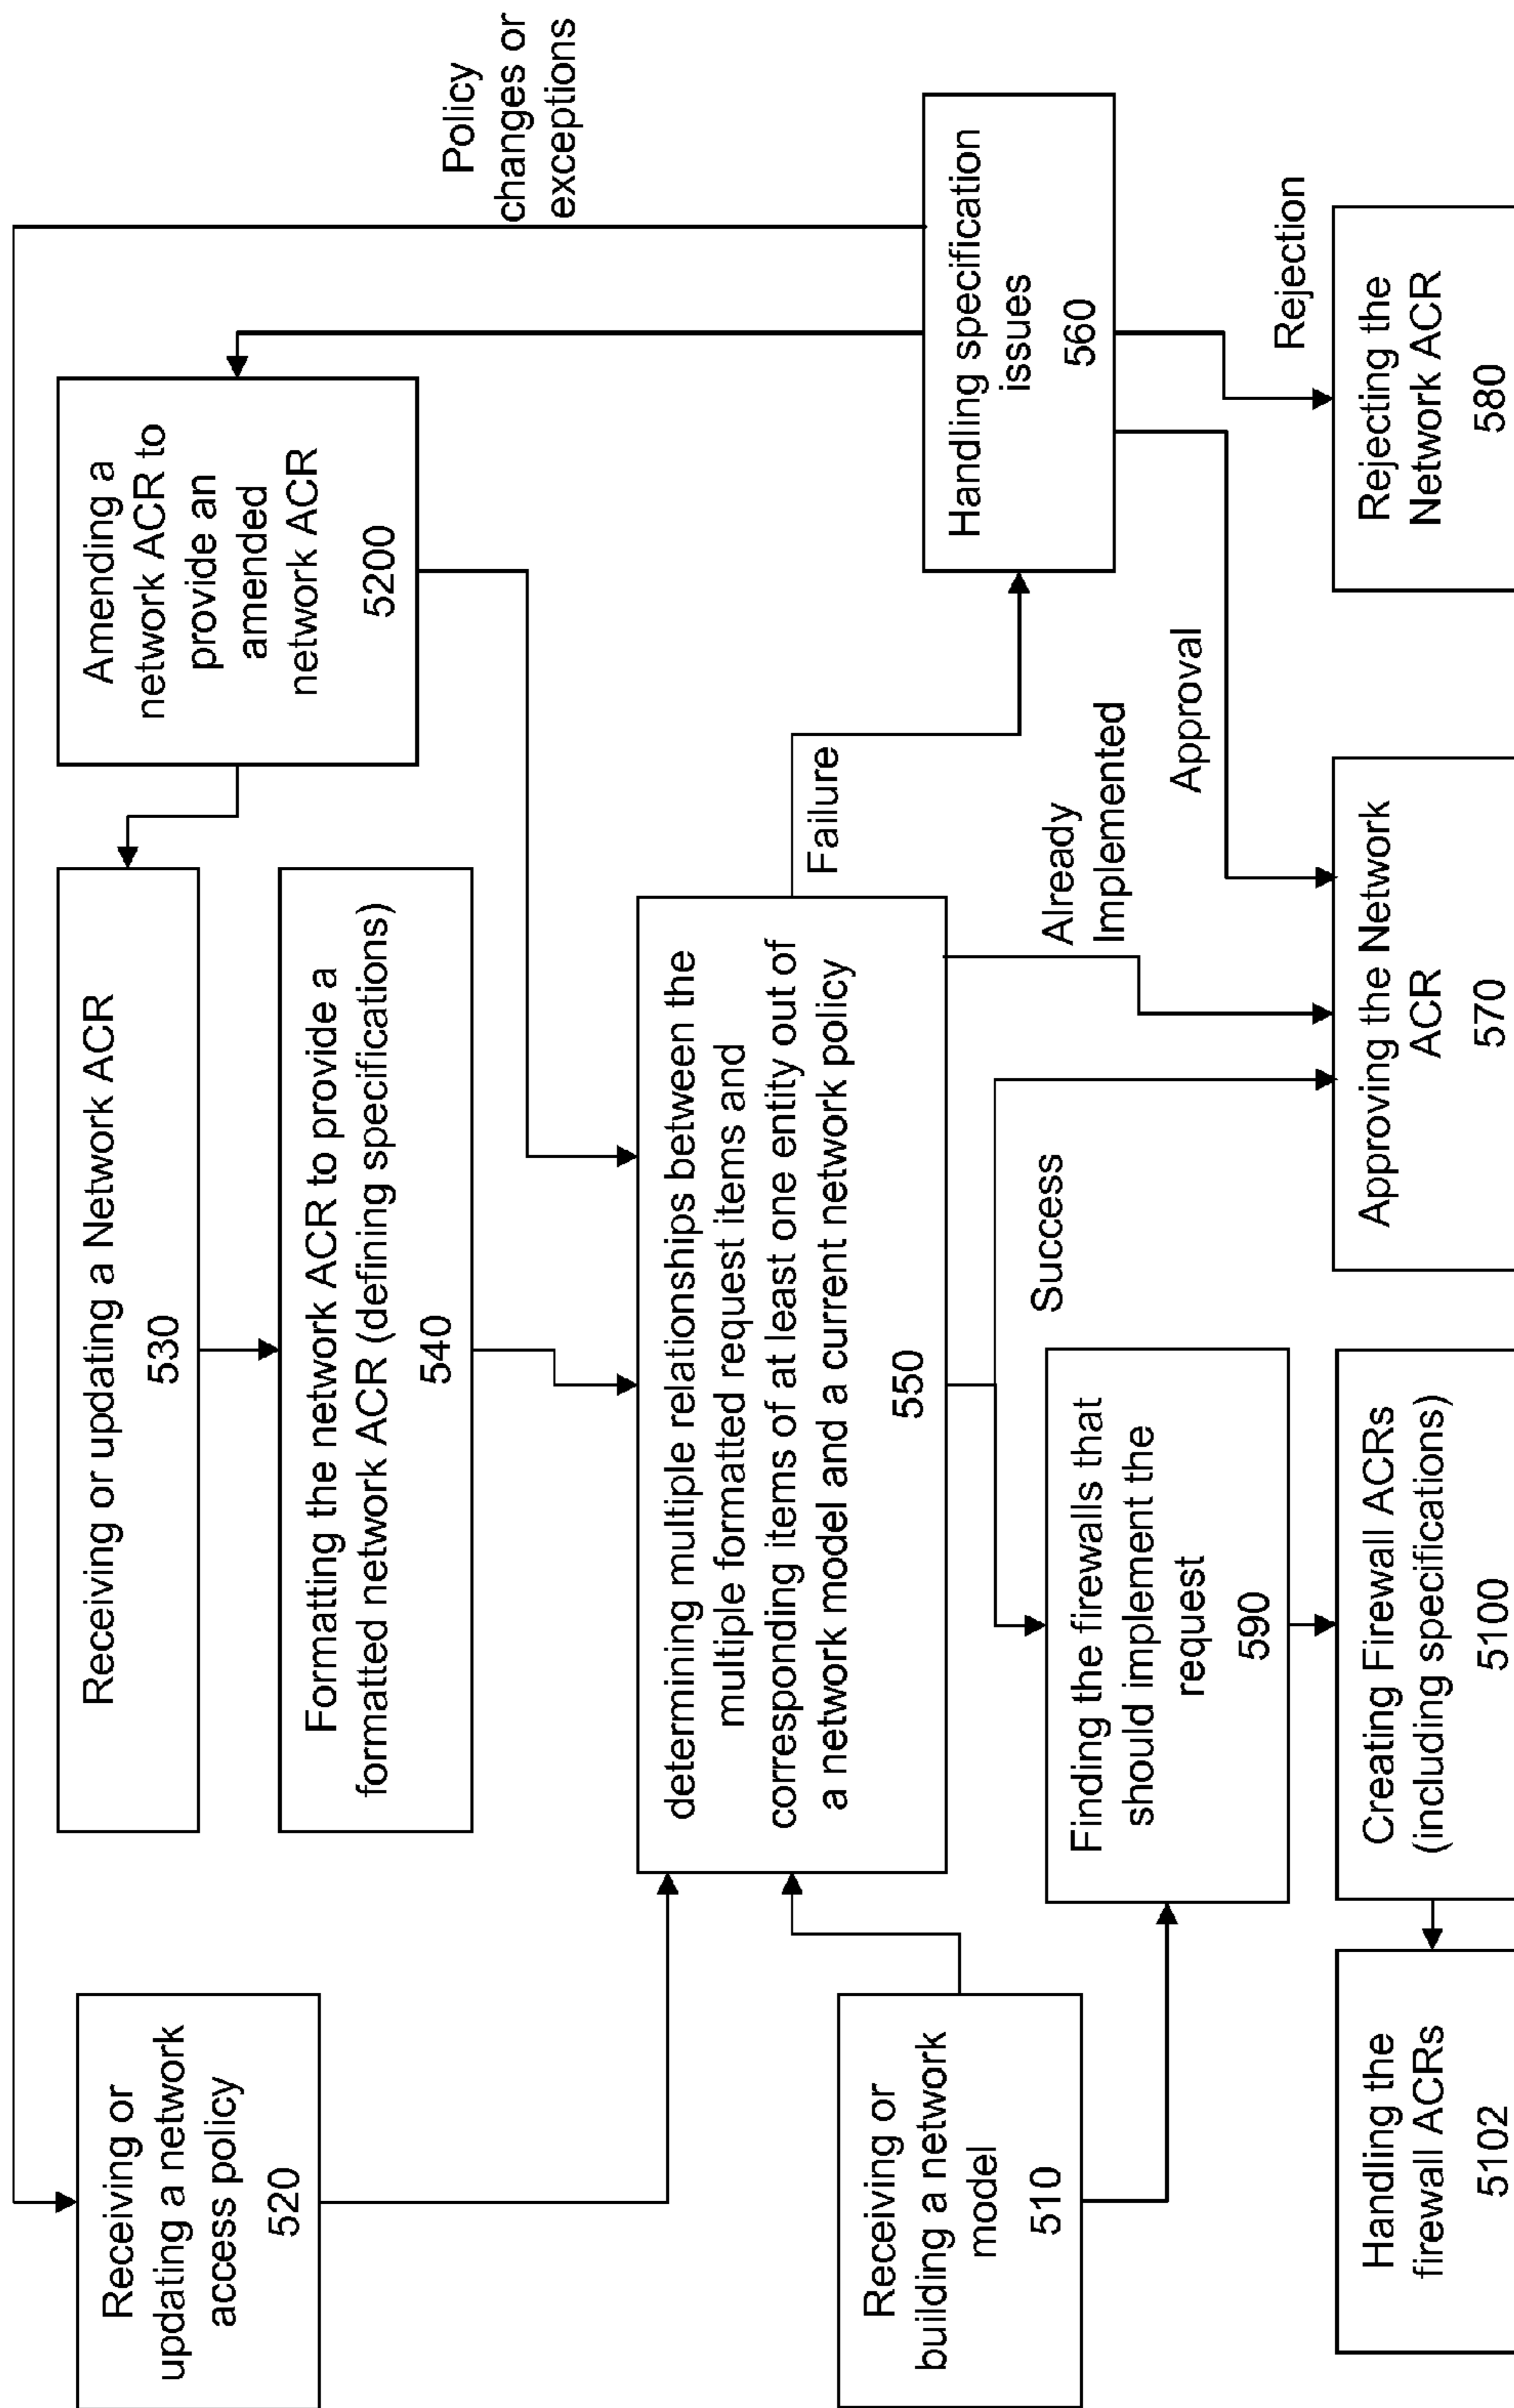 Policy
changes or
exceptions
Receiving or
updating a network
access policy
520
Receiving or updating a Network ACR
530
Amending a
network ACR to
provide an
amended
network ACR
5200
Formatting the network ACR to provide a
formatted network ACR (defining specifications)
540
determining multiple relationships between the
multiple formatted request items and
corresponding items of at least one entity out of
a network model and a current network policy
550
Failure
Handling specification
issues
560
Receiving or
building a network
model
510
Success
Already
Implemented
Approval
Rejection
Finding the firewalls that
should implement the
request
590
Handling the
firewall ACRs
5102
Creating Firewall ACRs
(including specifications)
5100
Approving the Network
ACR
570
Rejecting the
Network ACR
580